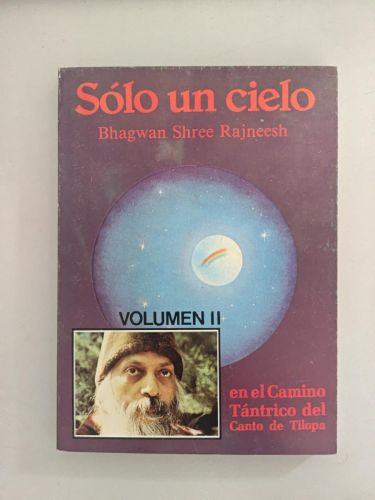 Sólo un cielo
Bhagwan Shree Rajneesh
VOLUMEN II
en el Camino
Tántrico del
Canto de Tilopa